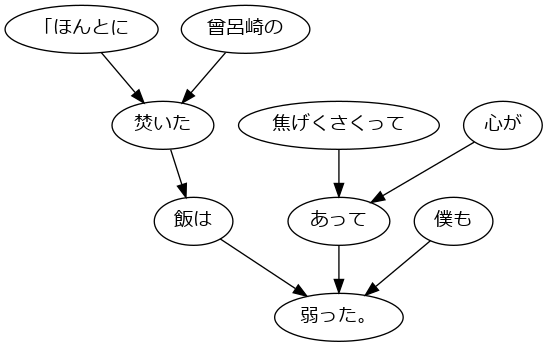 「ほんとに
曾呂崎の
焚いた
焦げくさくって
心が
飯は
あって
僕も
弱った。